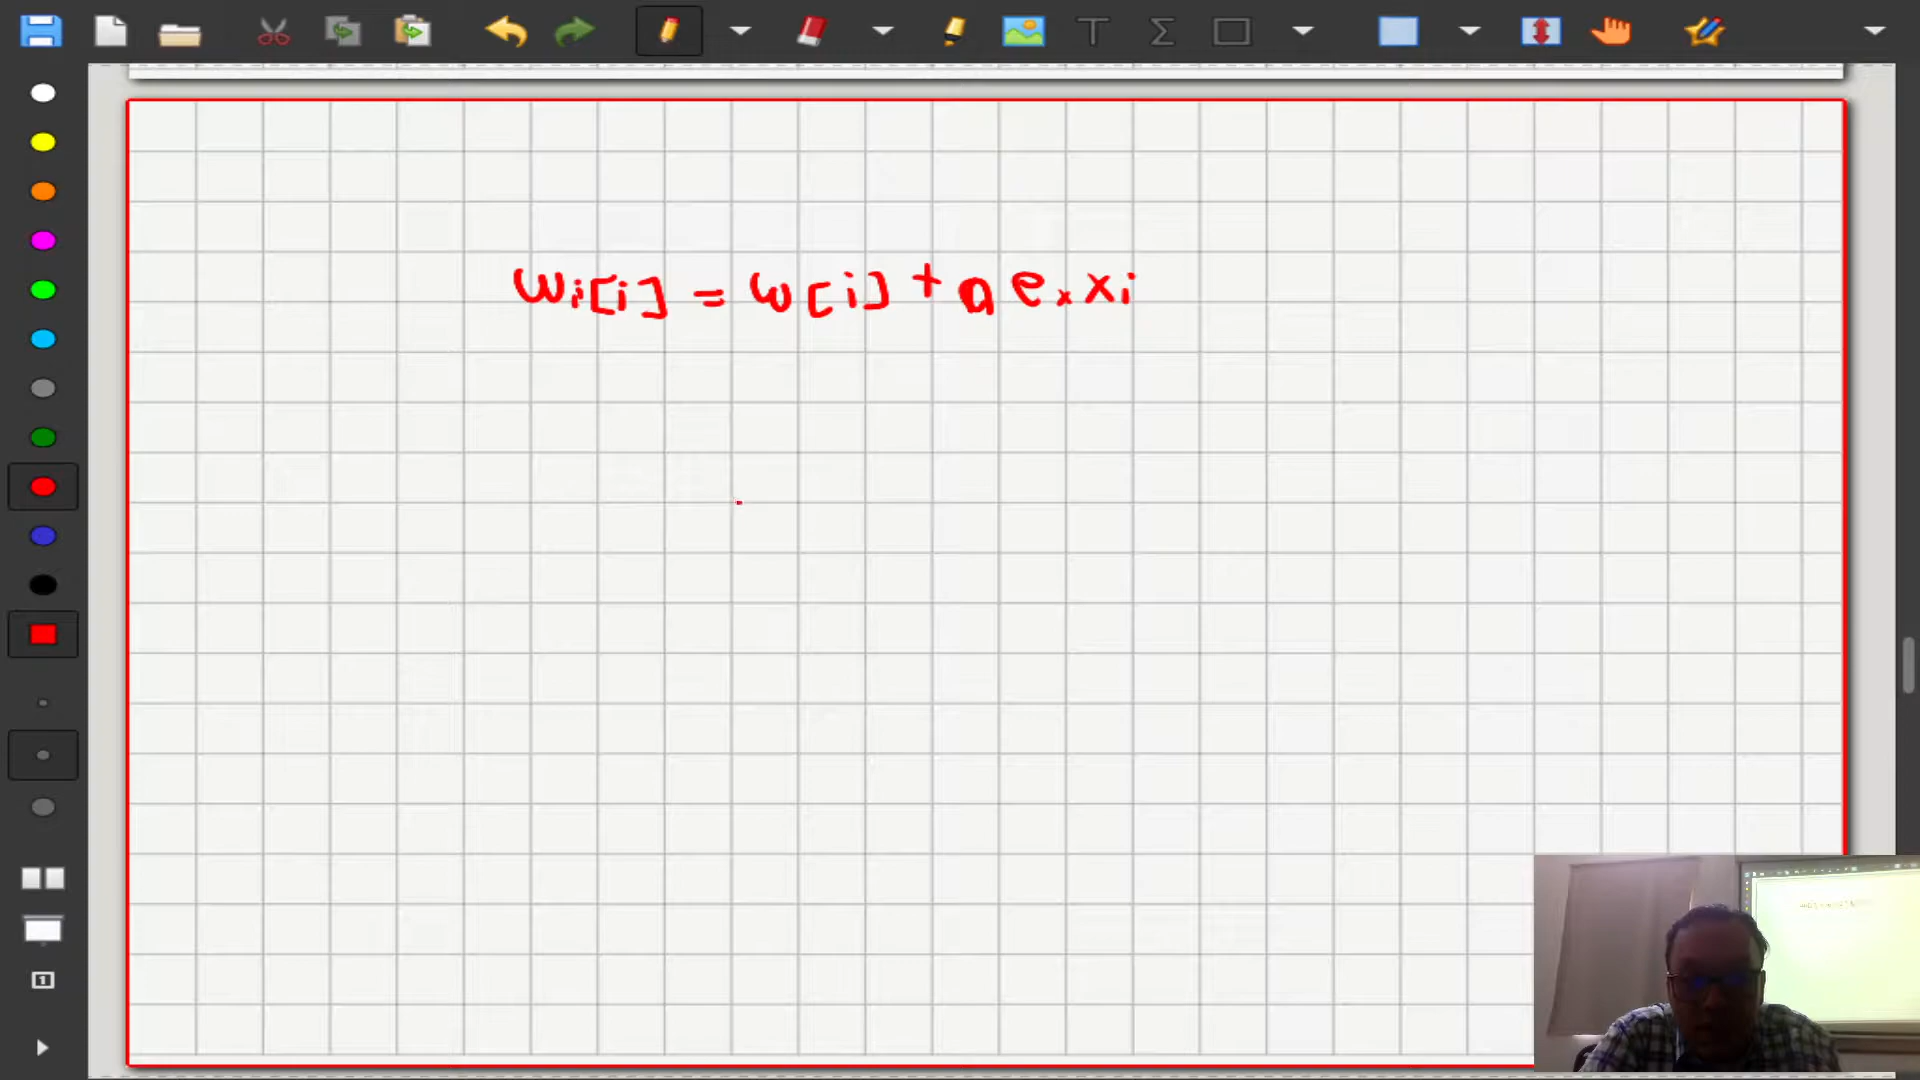 wi[i] = w[i] + a e x xi